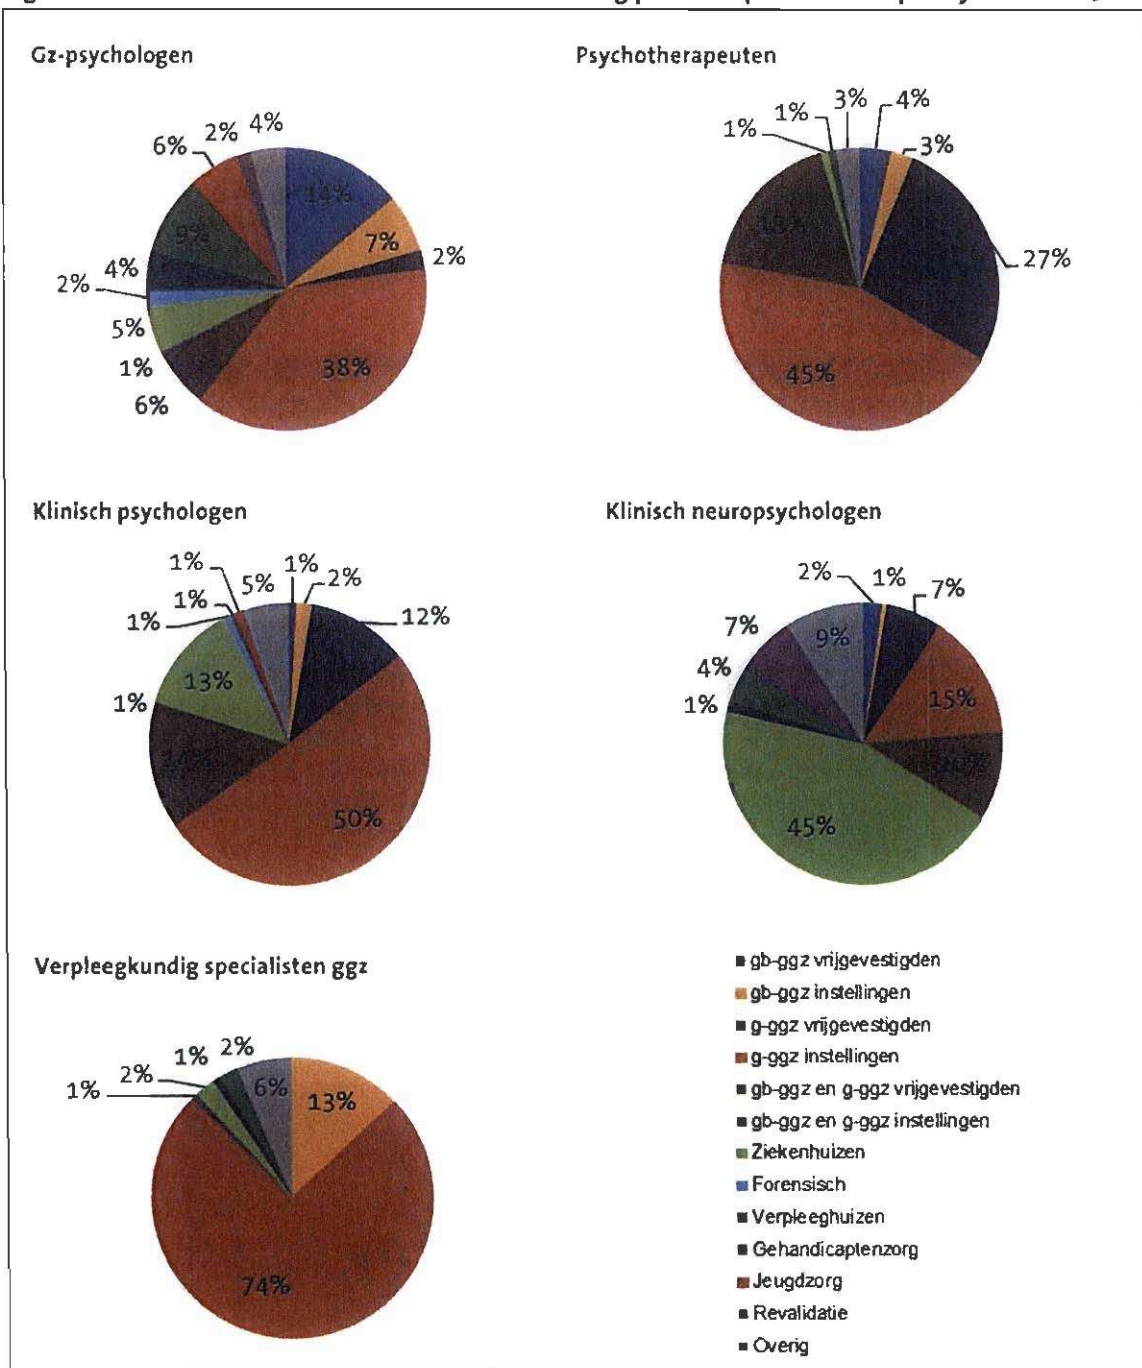 Gz-psychologen
6%
2%
4%
14%
7%
2%
38%
6%
1%
5%
2%
4%
9%
Psychotherapeuten
1%
1%
3%
4%
3%
27%
45%
18%
Klinisch psychologen
1%
1%
1%
5%
1%
2%
12%
50%
14%
1%
13%
Klinisch neuropsychologen
2%
1%
7%
15%
45%
1%
4%
7%
9%
Verpleegkundig specialisten ggz
1%
2%
1%
2%
6%
13%
74%
gb-ggz vrijgevestigden
gb-ggz instellingen
g-ggz vrijgevestigden
g-ggz instellingen
gb-ggz en g-ggz vrijgevestigden
gb-ggz en g-ggz instellingen
Ziekenhuizen
Forensisch
Verpleeghuizen
Gehandicaptenzorg
Jeugdzorg
Revalidatie
Overig